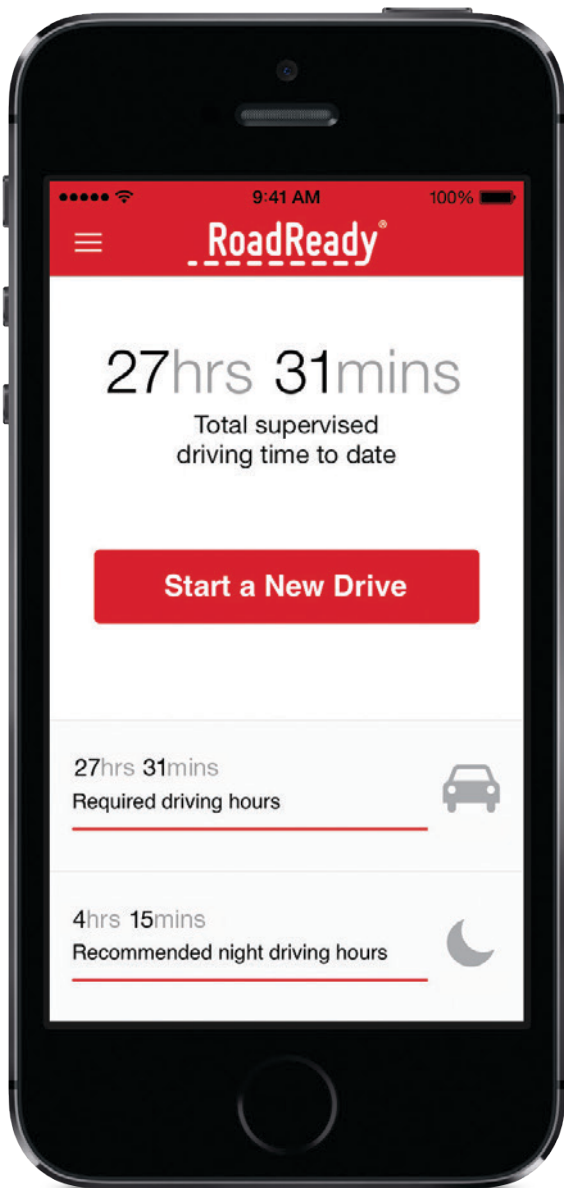 9:41 AM 100%
RoadReady®
27hrs 31mins
Total supervised
driving time to date
Start a New Drive
27hrs 31mins
Required driving hours
4hrs 15mins
Recommended night driving hours